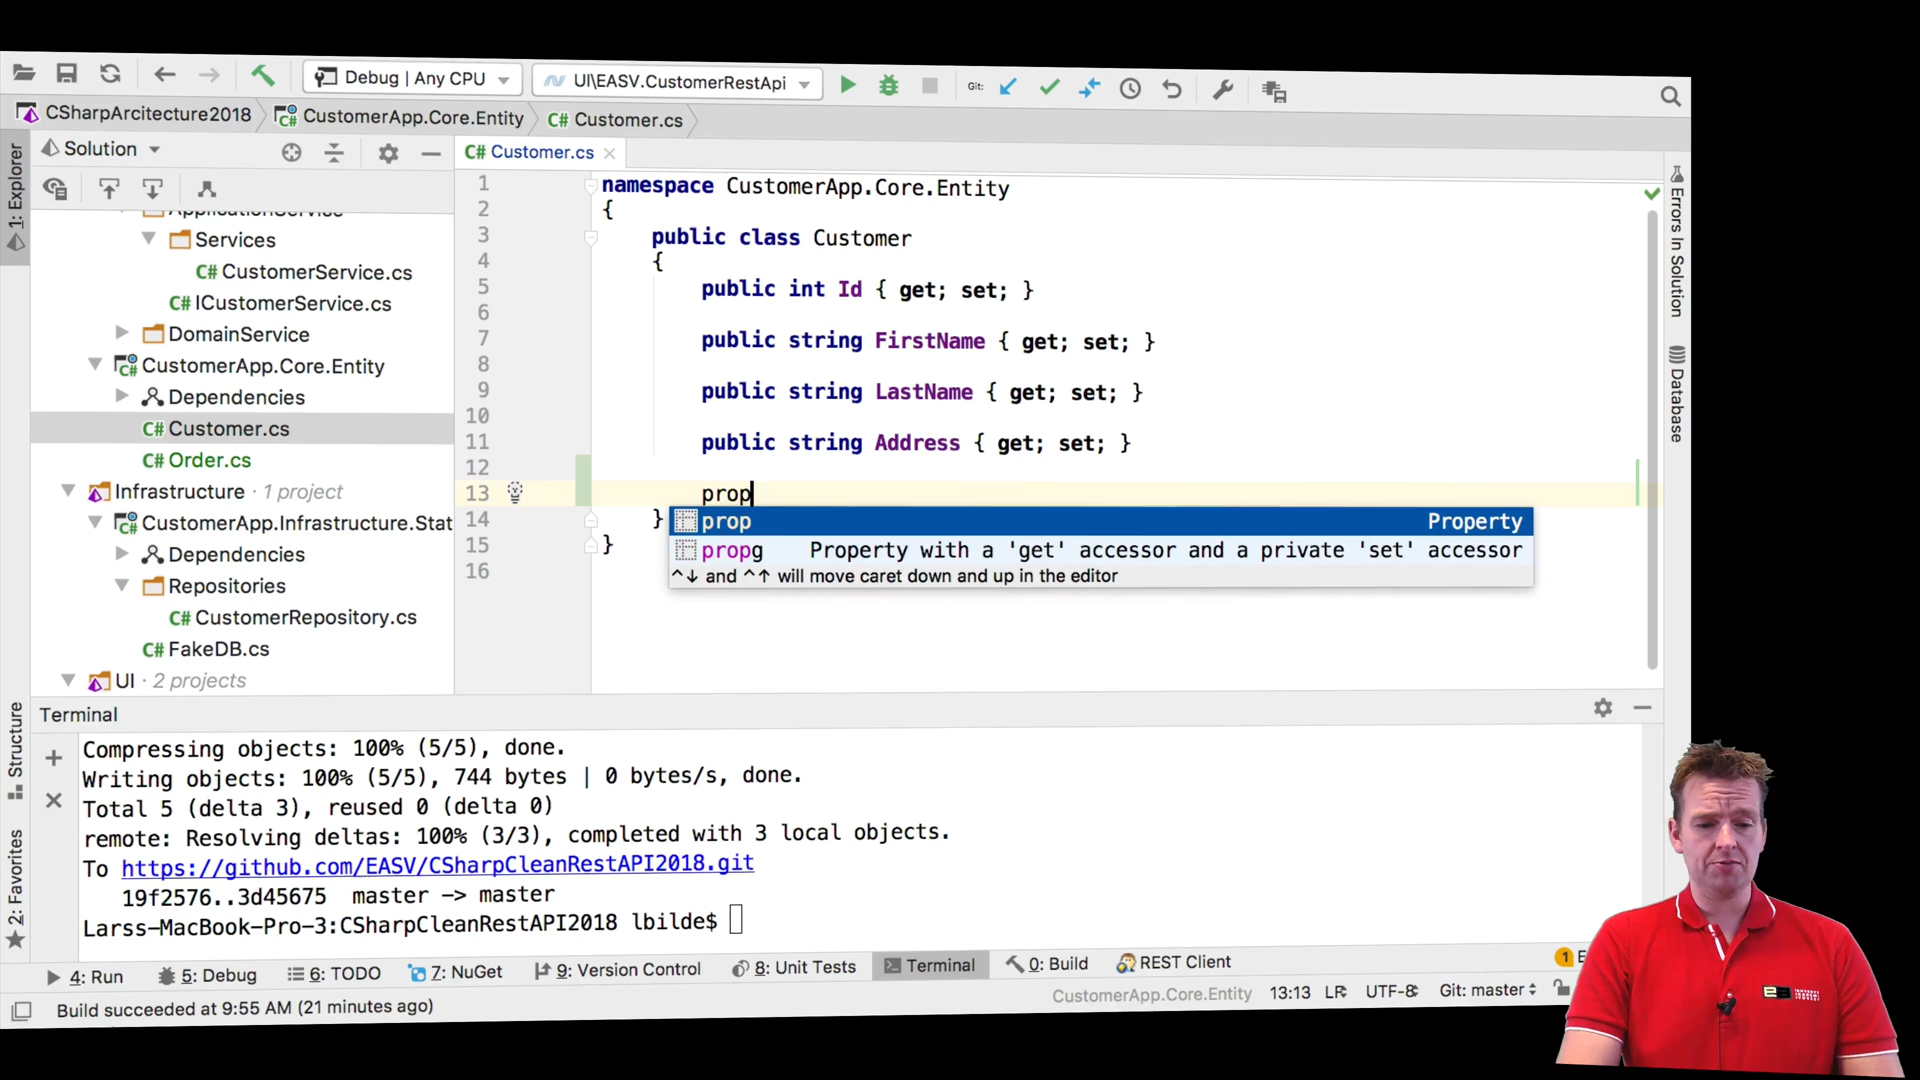 Debug | Any CPU
UI\EASV.CustomerRestApi
Git:
CSharpArcitecture2018
CustomerApp.Core.Entity
C# Customer.cs
1: Explorer
Solution
C# Customer.cs
ApplicationService
Services
C# CustomerService.cs
C# ICustomerService.cs
DomainService
CustomerApp.Core.Entity
Dependencies
C# Customer.cs
C# Order.cs
Infrastructure · 1 project
CustomerApp.Infrastructure.Stat
Dependencies
Repositories
C# CustomerRepository.cs
C# FakeDB.cs
UI · 2 projects
1 namespace CustomerApp.Core.Entity
2 {
3 public class Customer
4 {
5 public int Id { get; set; }
6
7 public string FirstName { get; set; }
8
9 public string LastName { get; set; }
10
11 public string Address { get; set; }
12
13 prop
14 }
15 }
16
prop Property
propg Property with a 'get' accessor and a private 'set' accessor
^↓ and ^↑ will move caret down and up in the editor
Errors In Solution
Database
Structure
2: Favorites
Terminal
Compressing objects: 100% (5/5), done.
Writing objects: 100% (5/5), 744 bytes | 0 bytes/s, done.
Total 5 (delta 3), reused 0 (delta 0)
remote: Resolving deltas: 100% (3/3), completed with 3 local objects.
To https://github.com/EASV/CSharpCleanRestAPI2018.git
19f2576..3d45675 master -> master
Larss-MacBook-Pro-3:CSharpCleanRestAPI2018 lbilde$
4: Run
5: Debug
6: TODO
7: NuGet
9: Version Control
8: Unit Tests
Terminal
0: Build
REST Client
1 E
Build succeeded at 9:55 AM (21 minutes ago)
CustomerApp.Core.Entity
13:13
LF
UTF-8
Git: master